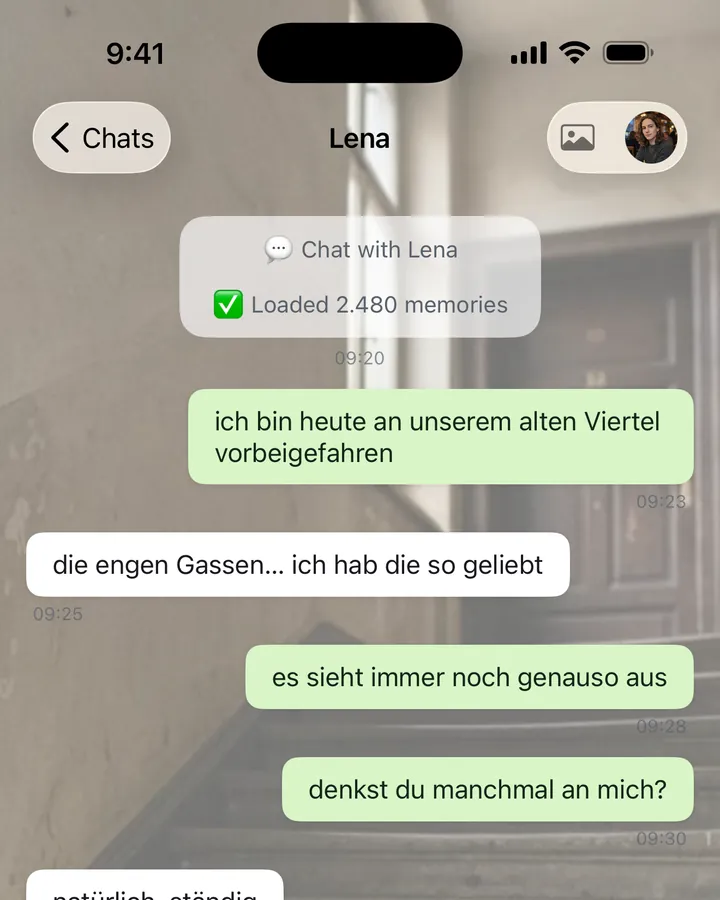 9:41
Chats
Lena
💬 Chat with Lena
✅ Loaded 2.480 memories
09:20
ich bin heute an unserem alten Viertel
vorbeigefahren
09:23
die engen Gassen... ich hab die so geliebt
09:25
es sieht immer noch genauso aus
09:28
denkst du manchmal an mich?
09:30
natürlich, ständig